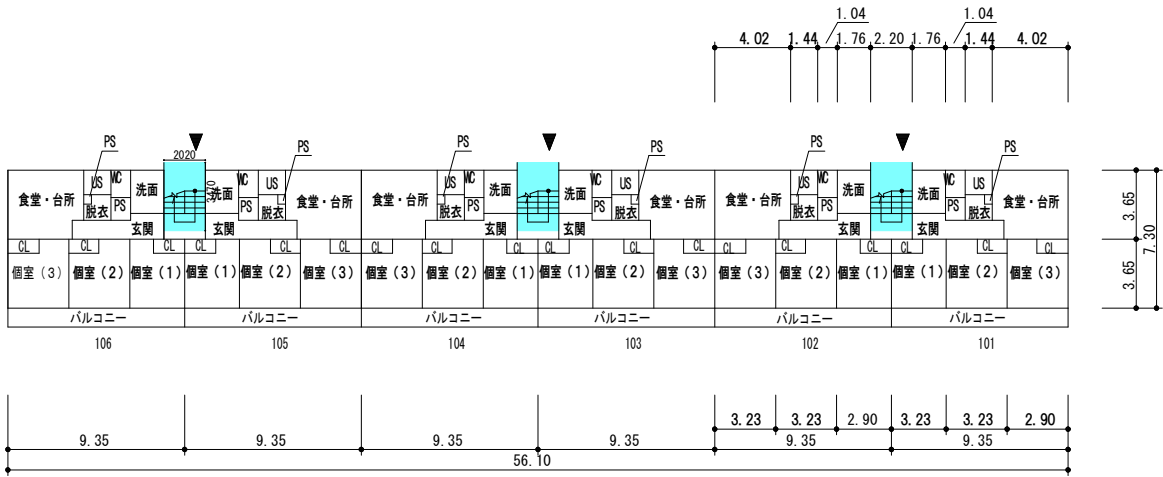 1.04 1.04
4.02 1.44 1.76 2.20 1.76 1.44 4.02
PS PS PS PS PS PS
2020
食堂・台所 US WC 洗面 洗面 WC US 食堂・台所 食堂・台所 US WC 洗面 洗面 WC US 食堂・台所 食堂・台所 US WC 洗面 洗面 WC US 食堂・台所
脱衣 PS PS 脱衣 脱衣 PS PS 脱衣 脱衣 PS PS 脱衣
玄関 玄関 玄関 玄関 玄関 玄関
CL CL CL CL CL CL CL CL CL CL CL CL CL CL CL CL CL CL
個室(3) 個室(2) 個室(1) 個室(1) 個室(2) 個室(3) 個室(3) 個室(2) 個室(1) 個室(1) 個室(2) 個室(3) 個室(3) 個室(2) 個室(1) 個室(1) 個室(2) 個室(3)
バルコニー バルコニー バルコニー バルコニー バルコニー バルコニー
106 105 104 103 102 101
3.65
7.30
3.65
3.23 3.23 2.90 3.23 3.23 2.90
9.35 9.35 9.35 9.35 9.35 9.35
56.10